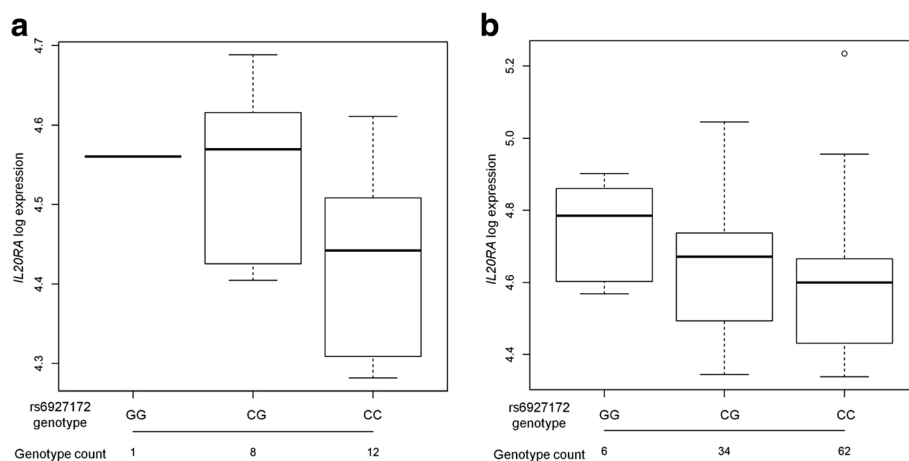 a
IL20RA log expression
4.7
4.6
4.5
4.4
4.3
rs6927172
genotype
GG CG CC
Genotype count 1 8 12
b
IL20RA log expression
5.2
5.0
4.8
4.6
4.4
rs6927172
genotype
GG CG CC
Genotype count 6 34 62